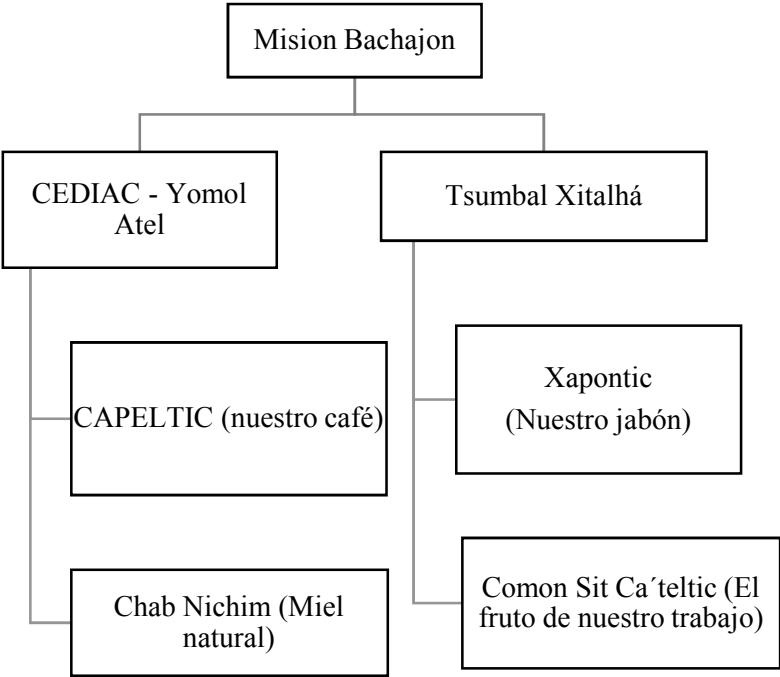 Mision Bachajon
CEDIAC - Yomol
Atel
Tsumbal Xitalhá
CAPELTIC (nuestro café)
Xapontic
(Nuestro jabón)
Chab Nichim (Miel
natural)
Comon Sit Ca´teltic (El
fruto de nuestro trabajo)